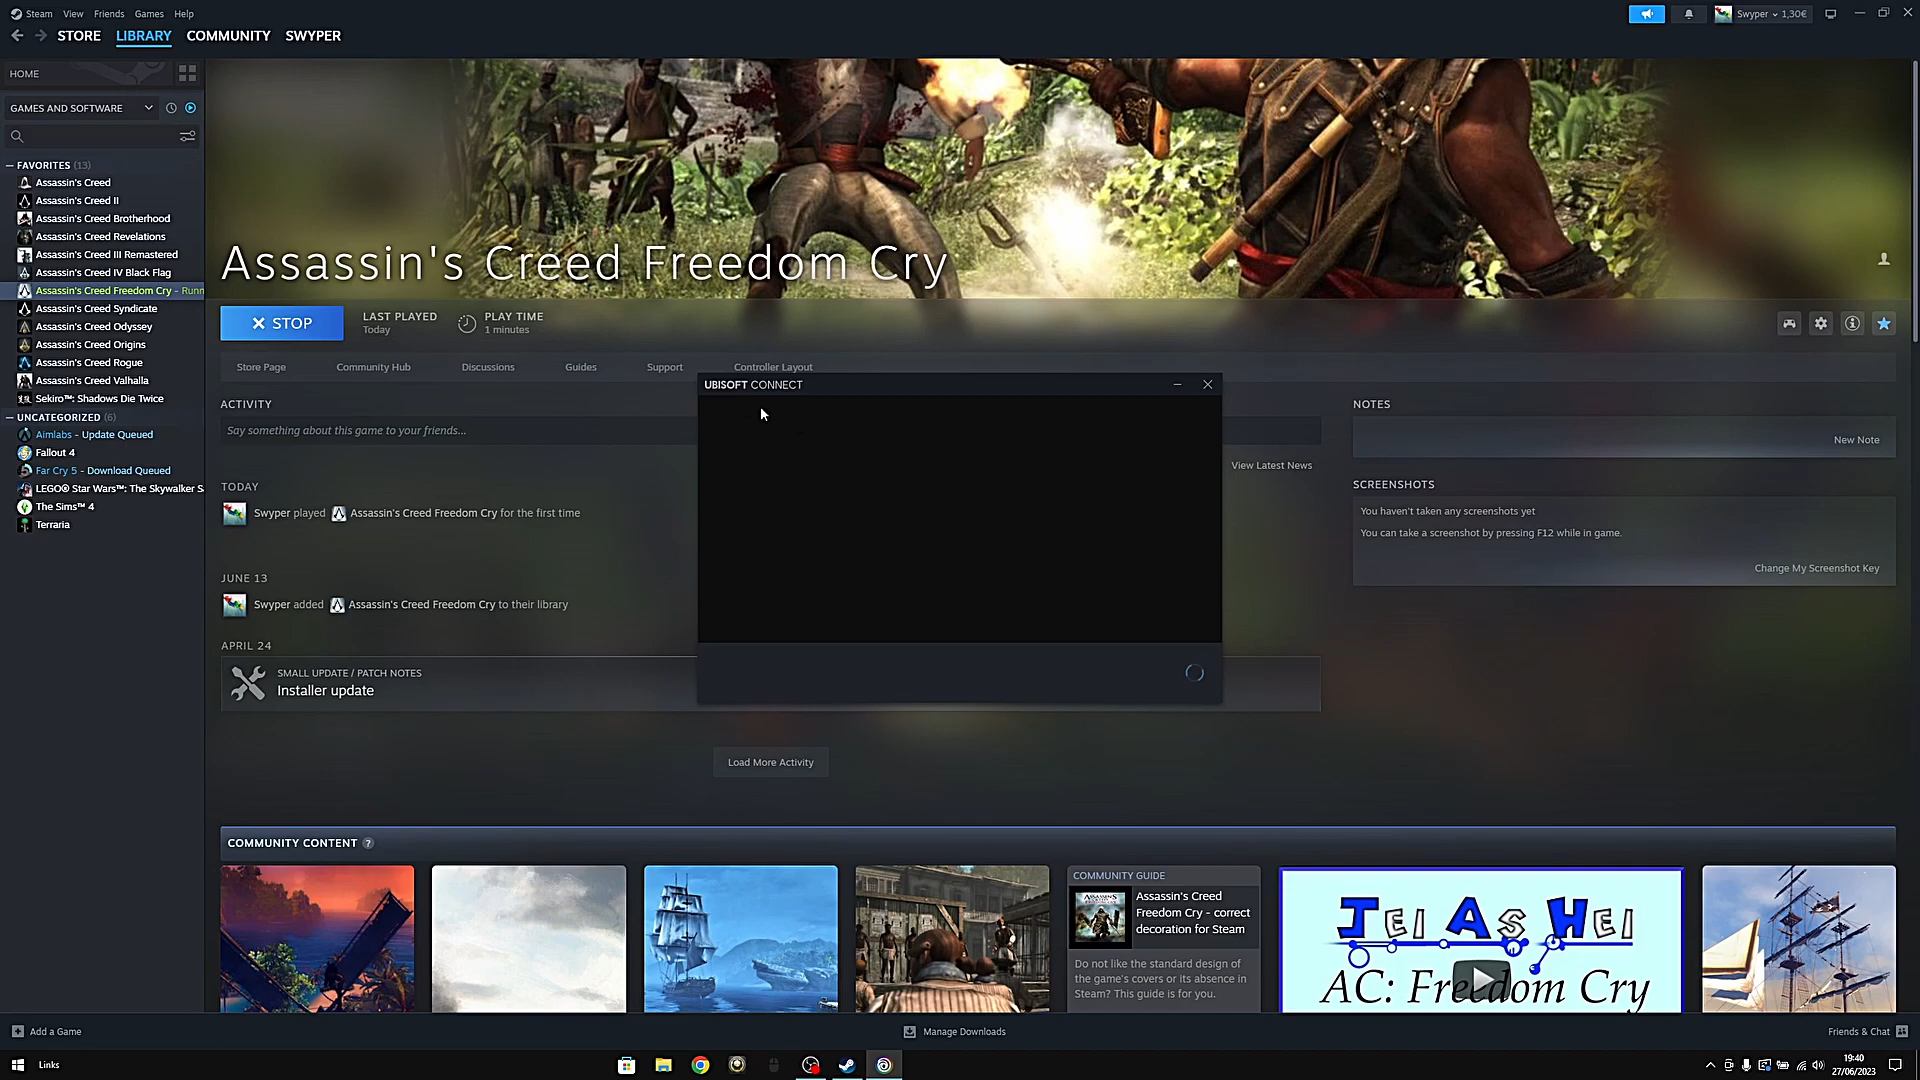 Steam View Friends Games Help
Swyper 1,30€
STORE LIBRARY COMMUNITY SWYPER
HOME
GAMES AND SOFTWARE
FAVORITES (13)
Assassin's Creed
Assassin's Creed II
Assassin's Creed Brotherhood
Assassin's Creed Revelations
Assassin's Creed III Remastered
Assassin's Creed IV Black Flag
Assassin's Creed Freedom Cry - Runn
Assassin's Creed Syndicate
Assassin's Creed Odyssey
Assassin's Creed Origins
Assassin's Creed Rogue
Assassin's Creed Valhalla
Sekiro™: Shadows Die Twice
UNCATEGORIZED (6)
Aimlabs - Update Queued
Fallout 4
Far Cry 5 - Download Queued
LEGO® Star Wars™: The Skywalker S
The Sims™ 4
Terraria
Assassin's Creed Freedom Cry
STOP
LAST PLAYED
Today
PLAY TIME
1 minutes
Store Page Community Hub Discussions Guides Support Controller Layout
UBISOFT CONNECT
ACTIVITY
Say something about this game to your friends...
View Latest News
TODAY
Swyper played Assassin's Creed Freedom Cry for the first time
JUNE 13
Swyper added Assassin's Creed Freedom Cry to their library
APRIL 24
SMALL UPDATE / PATCH NOTES
Installer update
Load More Activity
NOTES
New Note
SCREENSHOTS
You haven't taken any screenshots yet
You can take a screenshot by pressing F12 while in game.
Change My Screenshot Key
COMMUNITY CONTENT ?
COMMUNITY GUIDE
Assassin's Creed
Freedom Cry - correct
decoration for Steam
Do not like the standard design of
the game's covers or its absence in
Steam? This guide is for you.
JEI AS HEI
AC: Freedom Cry
Add a Game
Manage Downloads
Friends & Chat
Links
19:40
27/06/2023